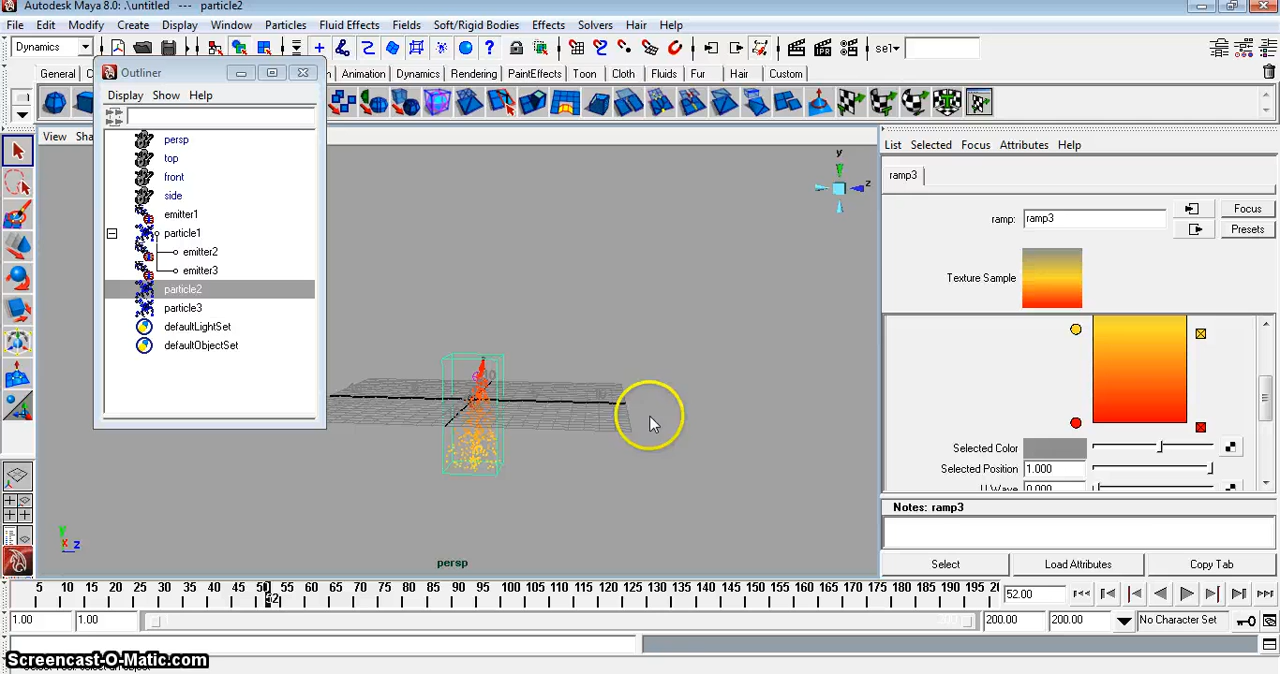 Autodesk Maya 8.0: .\untitled --- particle2
File Edit Modify Create Display Window Particles Fluid Effects Fields Soft/Rigid Bodies Effects Solvers Hair Help
Dynamics sel
General Animation Dynamics Rendering PaintEffects Toon Cloth Fluids Fur Hair Custom
Outliner
Display Show Help
persp
top
front
side
emitter1
particle1
emitter2
emitter3
particle2
particle3
defaultLightSet
defaultObjectSet
View
y
z
y
x z
persp
List Selected Focus Attributes Help
ramp3
ramp: ramp3
Focus
Presets
Texture Sample
Selected Color
Selected Position 1.000
U Wave 0.000
Notes: ramp3
Select Load Attributes Copy Tab
5 10 15 20 25 30 35 40 45 50 55 60 65 70 75 80 85 90 95 100 105 110 115 120 125 130 135 140 145 150 155 160 165 170 175 180 185 190 195 52.00
1.00 1.00 200.00 200.00 No Character Set
Screencast-O-Matic.com